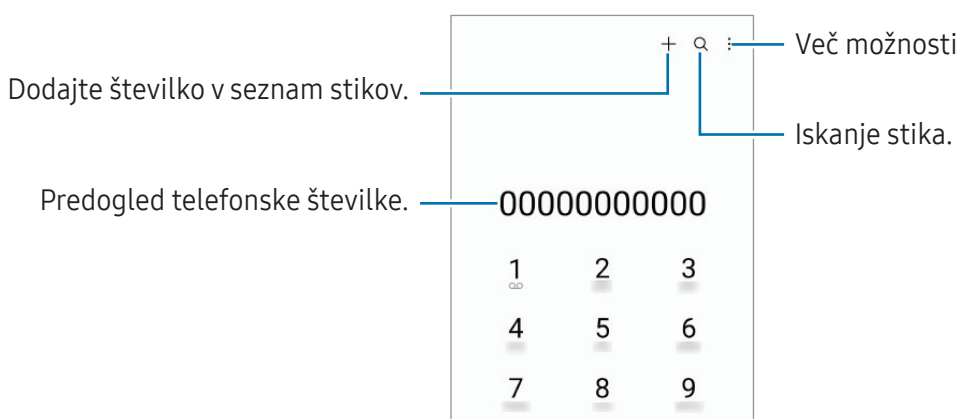 Več možnosti
Dodajte številko v seznam stikov.
Iskanje stika.
Predogled telefonske številke.
00000000000
1 2 3
4 5 6
7 8 9